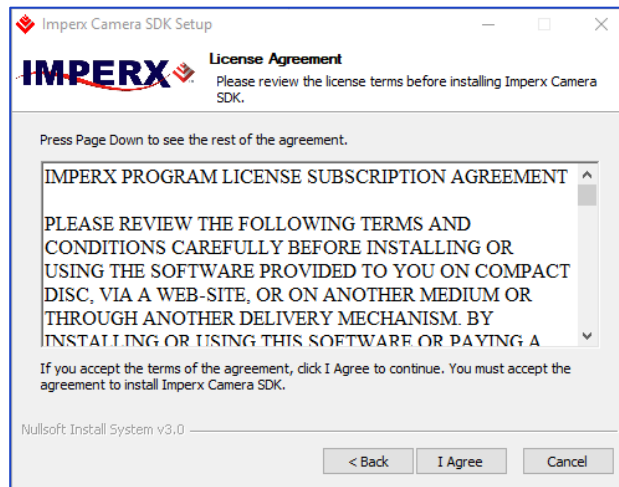 Imperx Camera SDK Setup
IMPERX
License Agreement
Please review the license terms before installing Imperx Camera
SDK.
Press Page Down to see the rest of the agreement.
IMPERX PROGRAM LICENSE SUBSCRIPTION AGREEMENT
PLEASE REVIEW THE FOLLOWING TERMS AND
CONDITIONS CAREFULLY BEFORE INSTALLING OR
USING THE SOFTWARE PROVIDED TO YOU ON COMPACT
DISC, VIA A WEB-SITE, OR ON ANOTHER MEDIUM OR
THROUGH ANOTHER DELIVERY MECHANISM. BY
INSTALLING OR USING THIS SOFTWARE OR PAYING A
If you accept the terms of the agreement, click I Agree to continue. You must accept the
agreement to install Imperx Camera SDK.
Nullsoft Install System v3.0
< Back I Agree Cancel